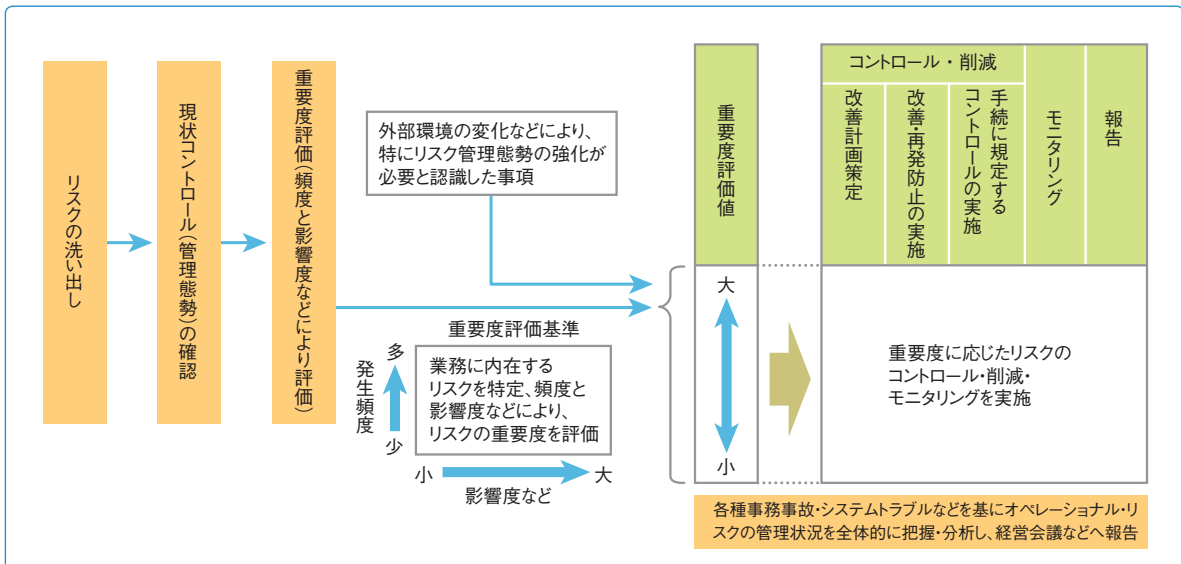 リスクの洗い出し
現状コントロール(管理態勢)の確認
重要度評価(頻度と影響度などにより評価)
外部環境の変化などにより、
特にリスク管理態勢の強化が
必要と認識した事項
重要度評価基準
発生頻度
多
少
業務に内在する
リスクを特定、頻度と
影響度などにより、
リスクの重要度を評価
小
大
影響度など
重要度評価値
大
小
コントロール・削減
改善計画策定
改善・再発防止の実施
手続に規定する
コントロールの実施
モニタリング
報告
重要度に応じたリスクの
コントロール・削減・
モニタリングを実施
各種事務事故・システムトラブルなどを基にオペレーショナル・リ
スクの管理状況を全体的に把握・分析し、経営会議などへ報告